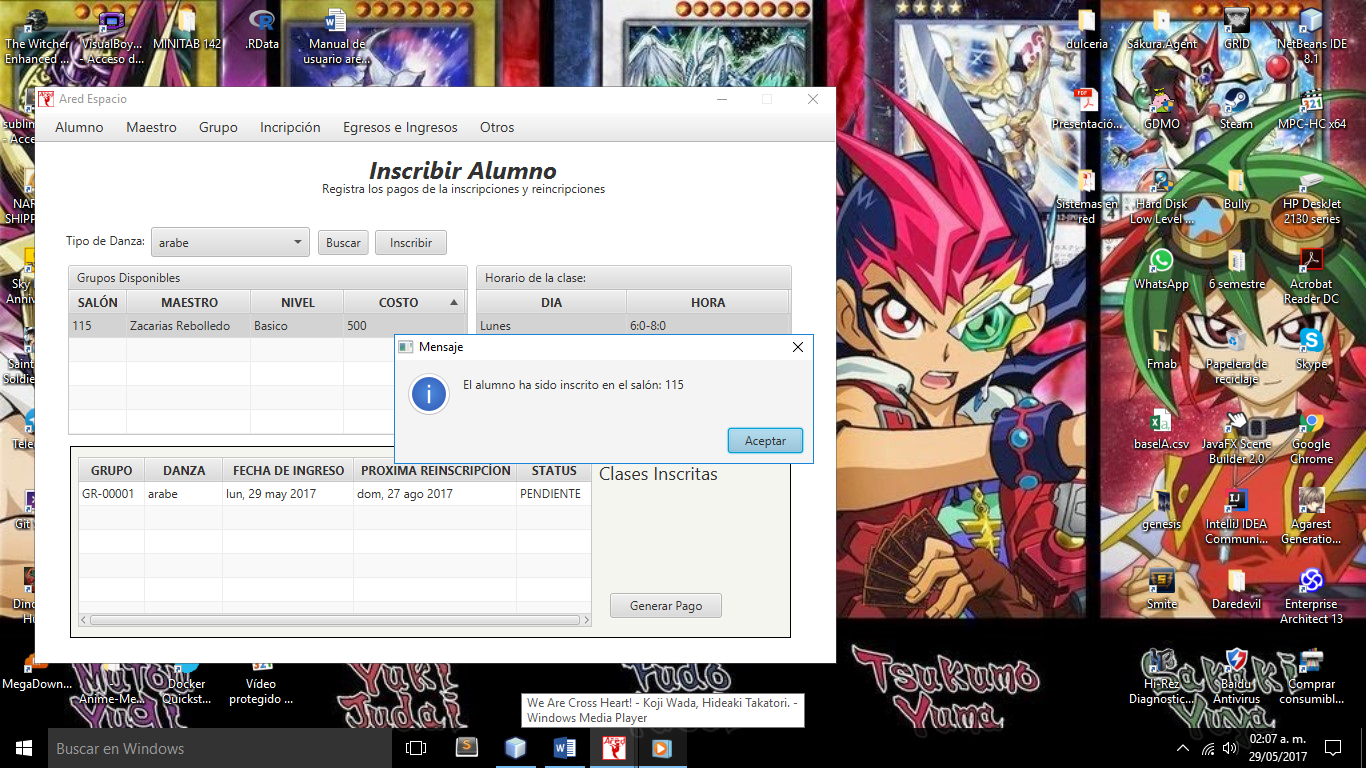 The Witcher
Enhanced ...
VisualBoy...
- Acceso d...
MINITAB 142
.RData
Manual de
usuario are...
dulceria
Sakura.Agent
GRID
NetBeans IDE
8.1
Ared Espacio
Alumno Maestro Grupo Incripción Egresos e Ingresos Otros
Inscribir Alumno
Registra los pagos de la inscripciones y reincripciones
Tipo de Danza: arabe Buscar Inscribir
Grupos Disponibles
SALÓN MAESTRO NIVEL COSTO
115 Zacarias Rebolledo Basico 500
Horario de la clase:
DIA HORA
Lunes 6:0-8:0
Mensaje
El alumno ha sido inscrito en el salón: 115
Aceptar
GRUPO DANZA FECHA DE INGRESO PROXIMA REINSCRIPCÍON STATUS
GR-00001 arabe lun, 29 may 2017 dom, 27 ago 2017 PENDIENTE
Clases Inscritas
Generar Pago
Presentació...
GDMO
Steam
MPC-HC x64
Sistemas en
red
Hard Disk
Low Level ...
Bully
HP DeskJet
2130 series
WhatsApp
6 semestre
Acrobat
Reader DC
Fmab
Papelera de
reciclaje
Skype
baseIA.csv
JavaFX Scene
Builder 2.0
Google
Chrome
genesis
IntelliJ IDEA
Communi...
Agarest
Generatio...
Smite
Daredevil
Enterprise
Architect 13
MegaDown...
Anime-Me...
Docker
Quickst...
Vídeo
protegido ...
Yuki
Judai
Tsukumo
Yuma
Hi-Rez
Diagnostic...
Baidu
Antivirus
Comprar
consumibl...
We Are Cross Heart! - Koji Wada, Hideaki Takatori. -
Windows Media Player
Buscar en Windows
02:07 a. m.
29/05/2017